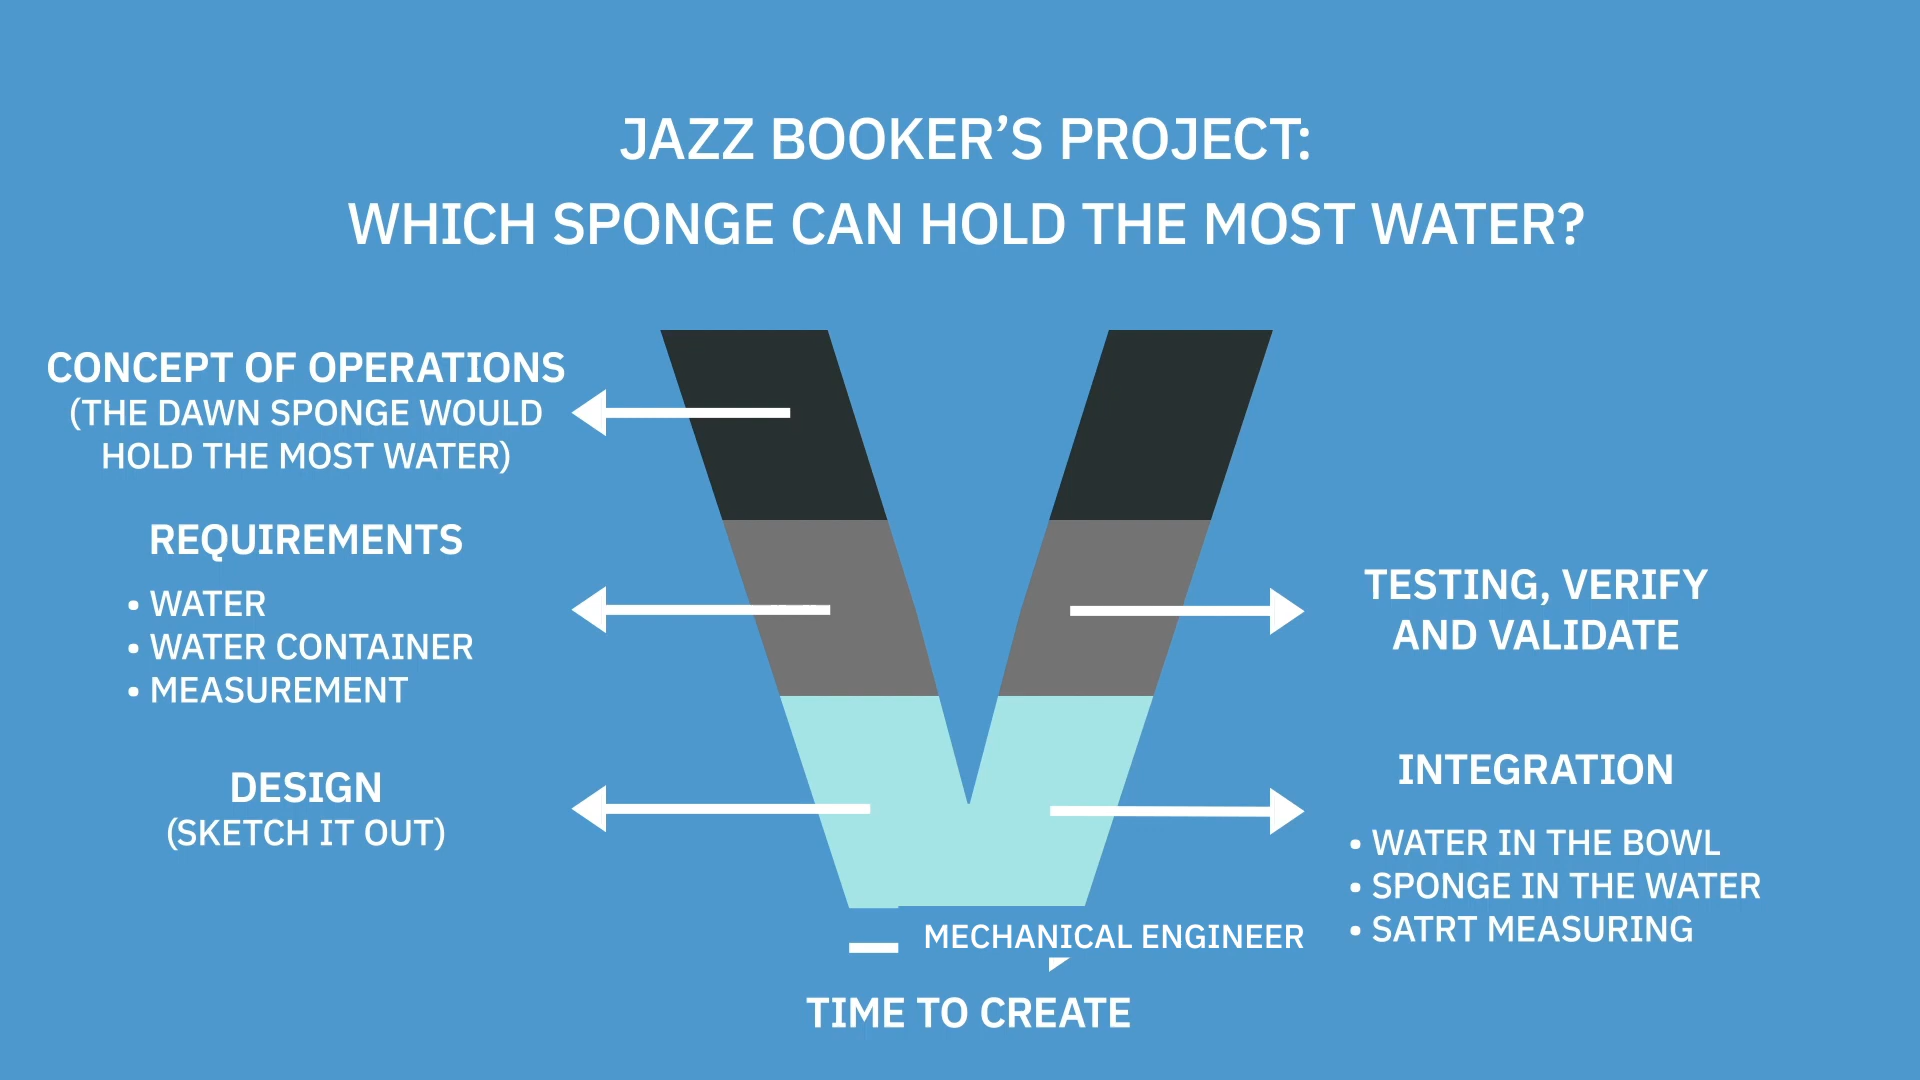 JAZZ BOOKER’S PROJECT:
WHICH SPONGE CAN HOLD THE MOST WATER?
CONCEPT OF OPERATIONS
(THE DAWN SPONGE WOULD
HOLD THE MOST WATER)
REQUIREMENTS
• WATER
• WATER CONTAINER
• MEASUREMENT
DESIGN
(SKETCH IT OUT)
TESTING, VERIFY
AND VALIDATE
INTEGRATION
• WATER IN THE BOWL
• SPONGE IN THE WATER
• SATRT MEASURING
MECHANICAL ENGINEER
TIME TO CREATE